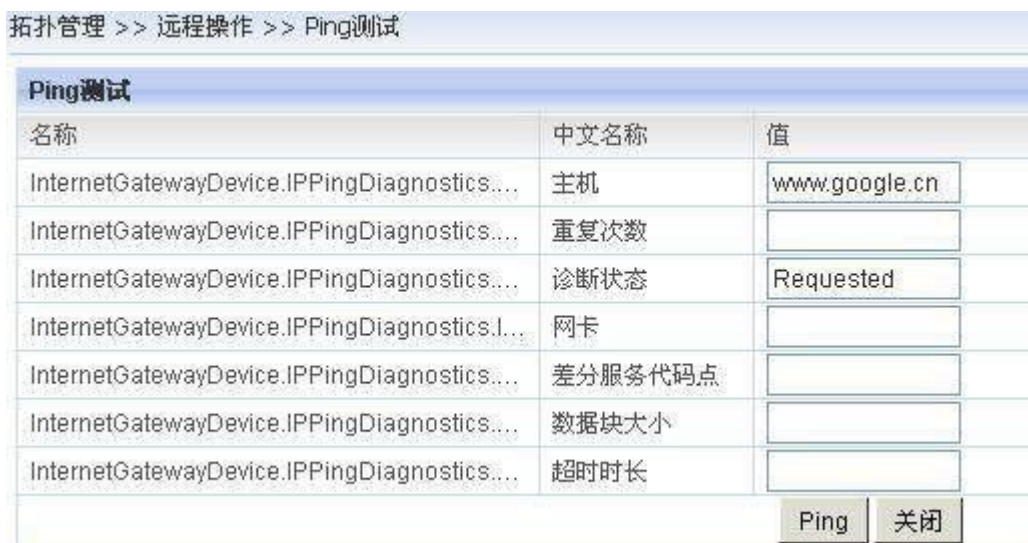 拓扑管理 >> 远程操作 >> Ping测试
Ping测试
名称 中文名称 值
InternetGatewayDevice.IPPingDiagnostics.... 主机 www.google.cn
InternetGatewayDevice.IPPingDiagnostics.... 重复次数
InternetGatewayDevice.IPPingDiagnostics.... 诊断状态 Requested
InternetGatewayDevice.IPPingDiagnostics.I... 网卡
InternetGatewayDevice.IPPingDiagnostics.... 差分服务代码点
InternetGatewayDevice.IPPingDiagnostics.... 数据块大小
InternetGatewayDevice.IPPingDiagnostics.... 超时时长
Ping 关闭